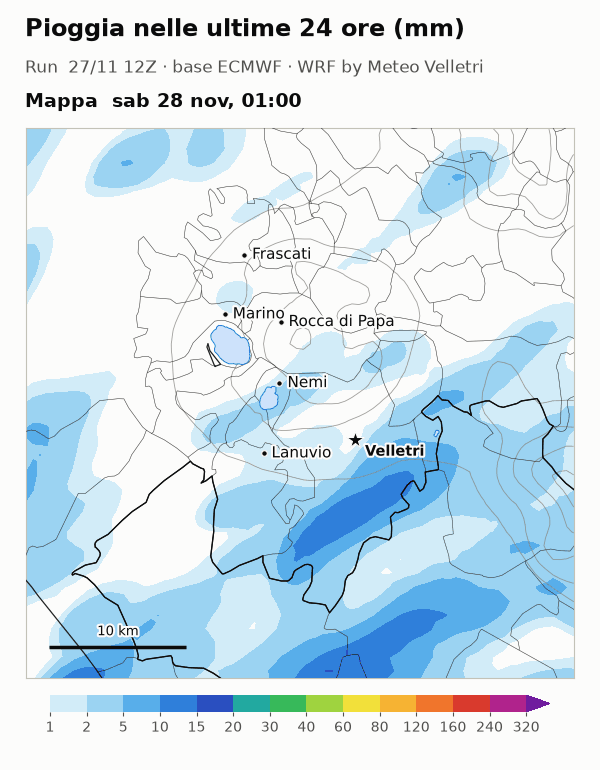 Pioggia nelle ultime 24 ore (mm)
Run  27/11 12Z · base ECMWF · WRF by Meteo Velletri
Mappa  sab 28 nov, 01:00
Frascati
Marino
Rocca di Papa
Nemi
Velletri
Lanuvio
10 km
1 2 5 10 15 20 30 40 60 80 120 160 240 320